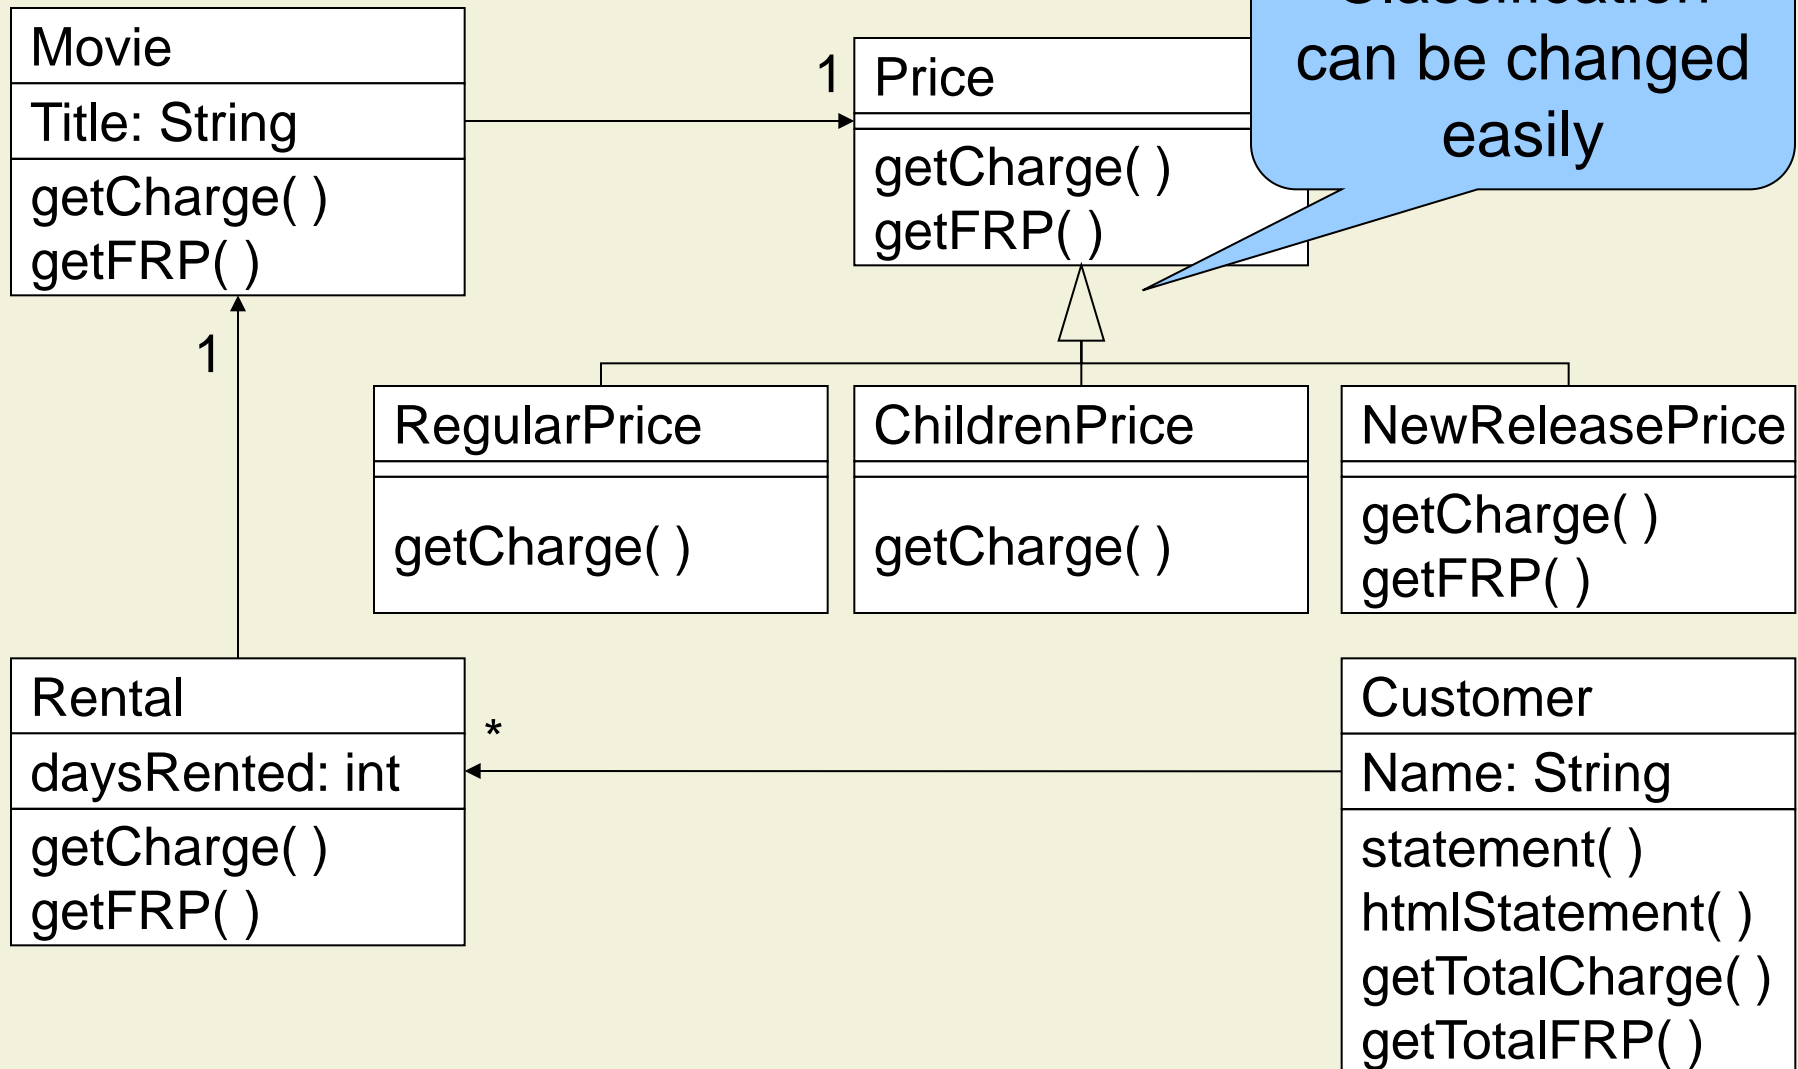 Movie
Title: String
getCharge( )
getFRP( )
1
Price
getCharge( )
getFRP( )
Classification
can be changed
easily
1
RegularPrice
getCharge( )
ChildrenPrice
getCharge( )
NewReleasePrice
getCharge( )
getFRP( )
Rental
daysRented: int
getCharge( )
getFRP( )
*
Customer
Name: String
statement( )
htmlStatement( )
getTotalCharge( )
getTotalFRP( )